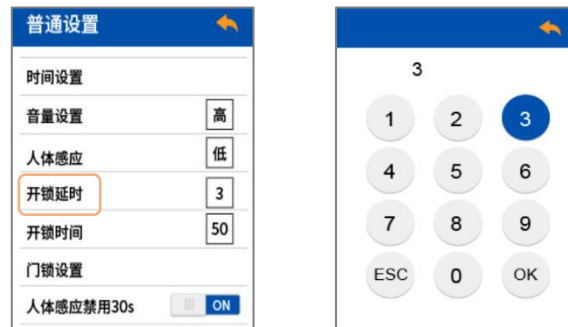 普通设置
时间设置
音量设置 高
人体感应 低
开锁延时 3
开锁时间 50
门锁设置
人体感应禁用30s ON
3
1 2 3
4 5 6
7 8 9
ESC 0 OK